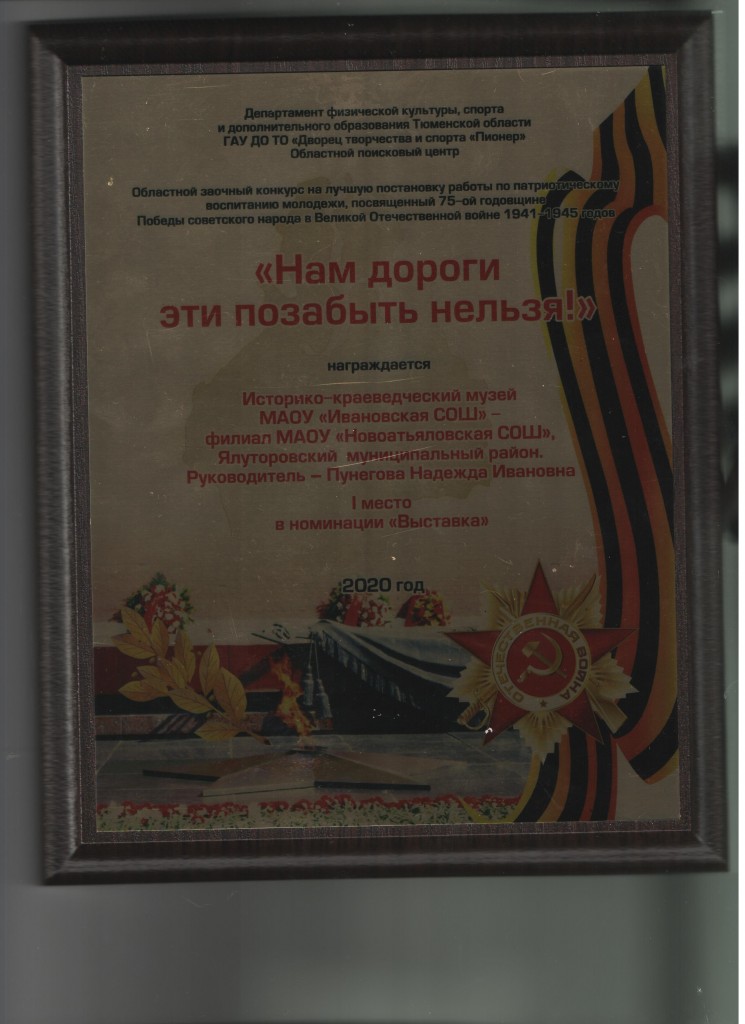 Департамент физической культуры, спорта
и дополнительного образования Тюменской области
ГАУ ДО ТО «Дворец творчества и спорта «Пионер»
Областной поисковый центр
Областной заочный конкурс на лучшую постановку работы по патриотическому
воспитанию молодежи, посвященный 75-ой годовщине
Победы советского народа в Великой Отечественной войне 1941-1945 годов
«Нам дороги
эти позабыть нельзя!»
награждается
Историко-краеведческий музей
МАОУ «Ивановская СОШ» –
филиал МАОУ «Новоатьяловская СОШ»,
Ялуторовский муниципальный район.
Руководитель – Пунегова Надежда Ивановна
I место
в номинации «Выставка»
2020 год
ОТЕЧЕСТВЕННАЯ ВОЙНА